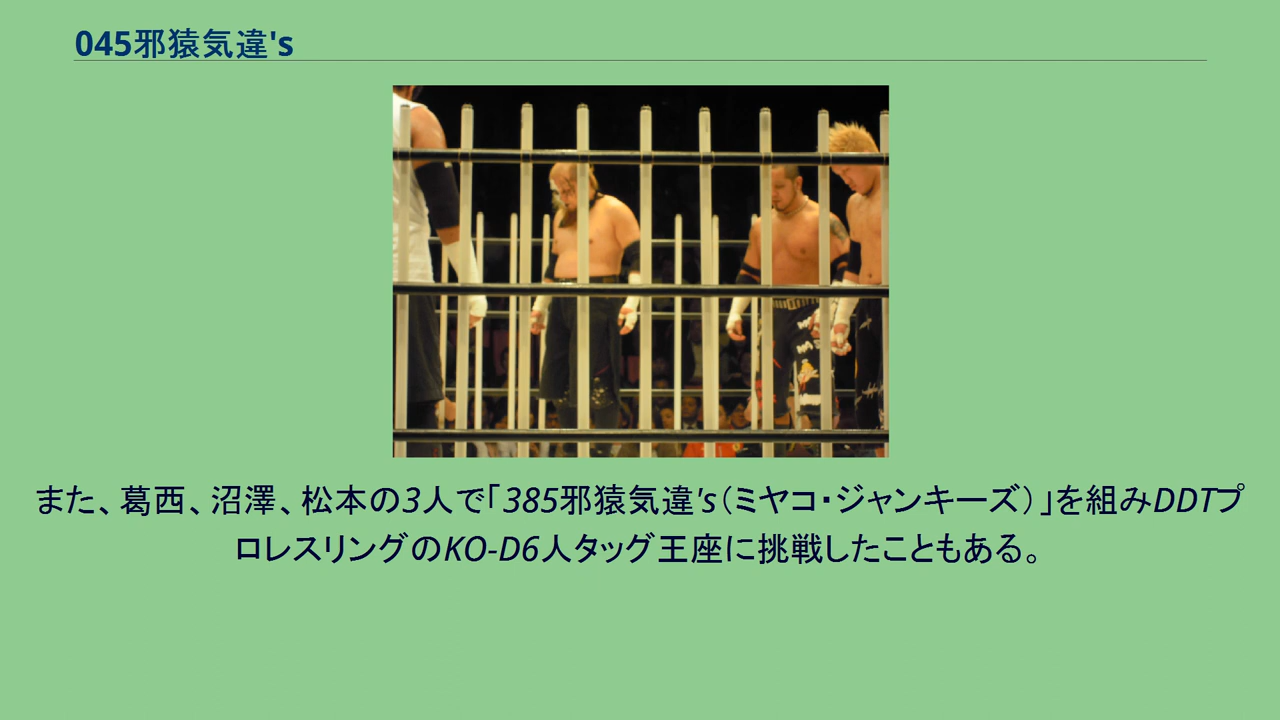 045邪猿気違's
また、葛西、沼澤、松本の3人で「385邪猿気違's（ミヤコ・ジャンキーズ）」を組みDDTプ
ロレスリングのKO-D6人タッグ王座に挑戦したこともある。